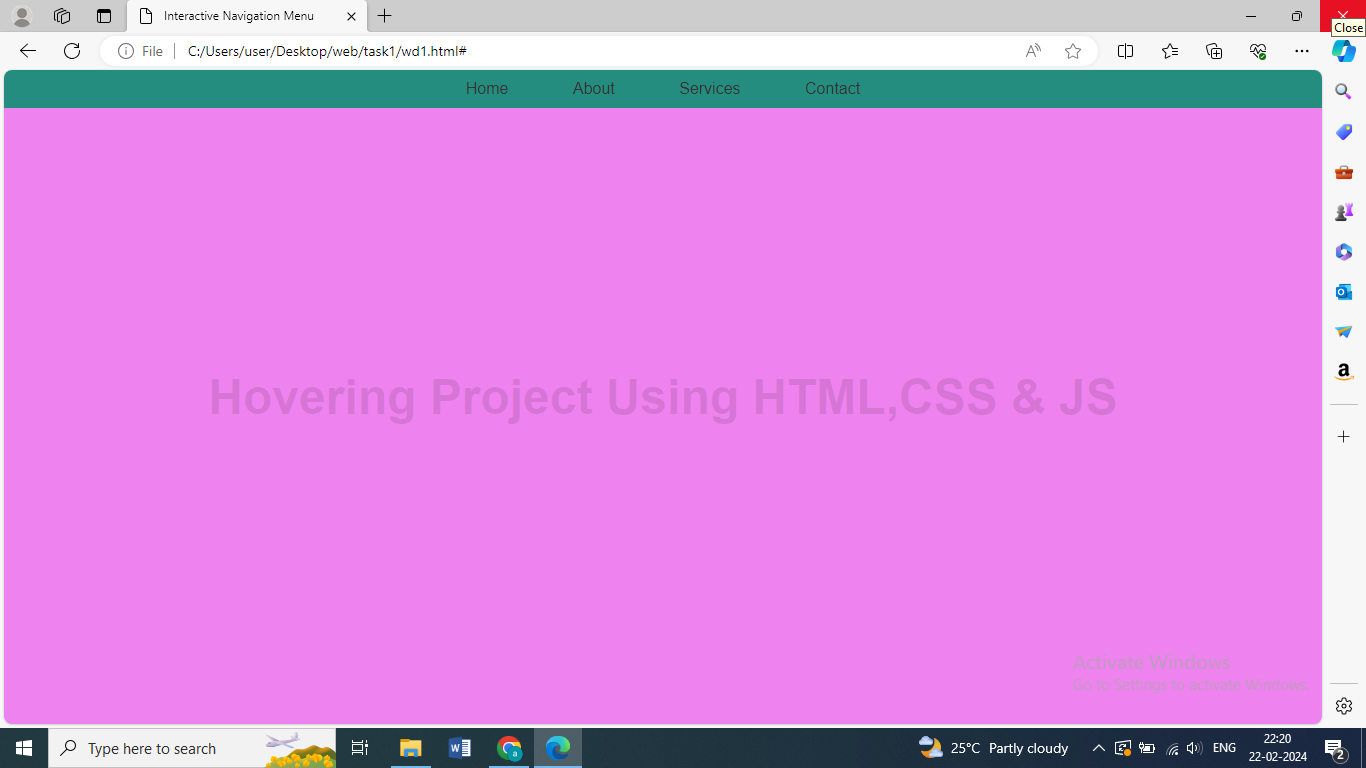 Interactive Navigation Menu
Close
File
C:/Users/user/Desktop/web/task1/wd1.html#
Home
About
Services
Contact
Hovering Project Using HTML,CSS & JS
Activate Windows
Go to Settings to activate Windows.
Type here to search
25°C Partly cloudy
ENG
22:20
22-02-2024
2